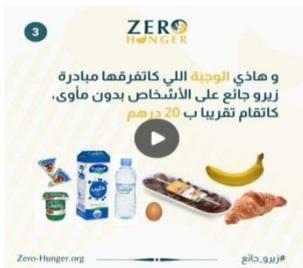 3
ZERO
HUNGER
و هاذي الوجبة اللي كاتفرقها مبادرة
زيرو جائع على الأشخاص بدون مأوى،
كاتقام تقريبا ب 20 درهم
حليب
Zero-Hunger.org
#زيرو_جائع